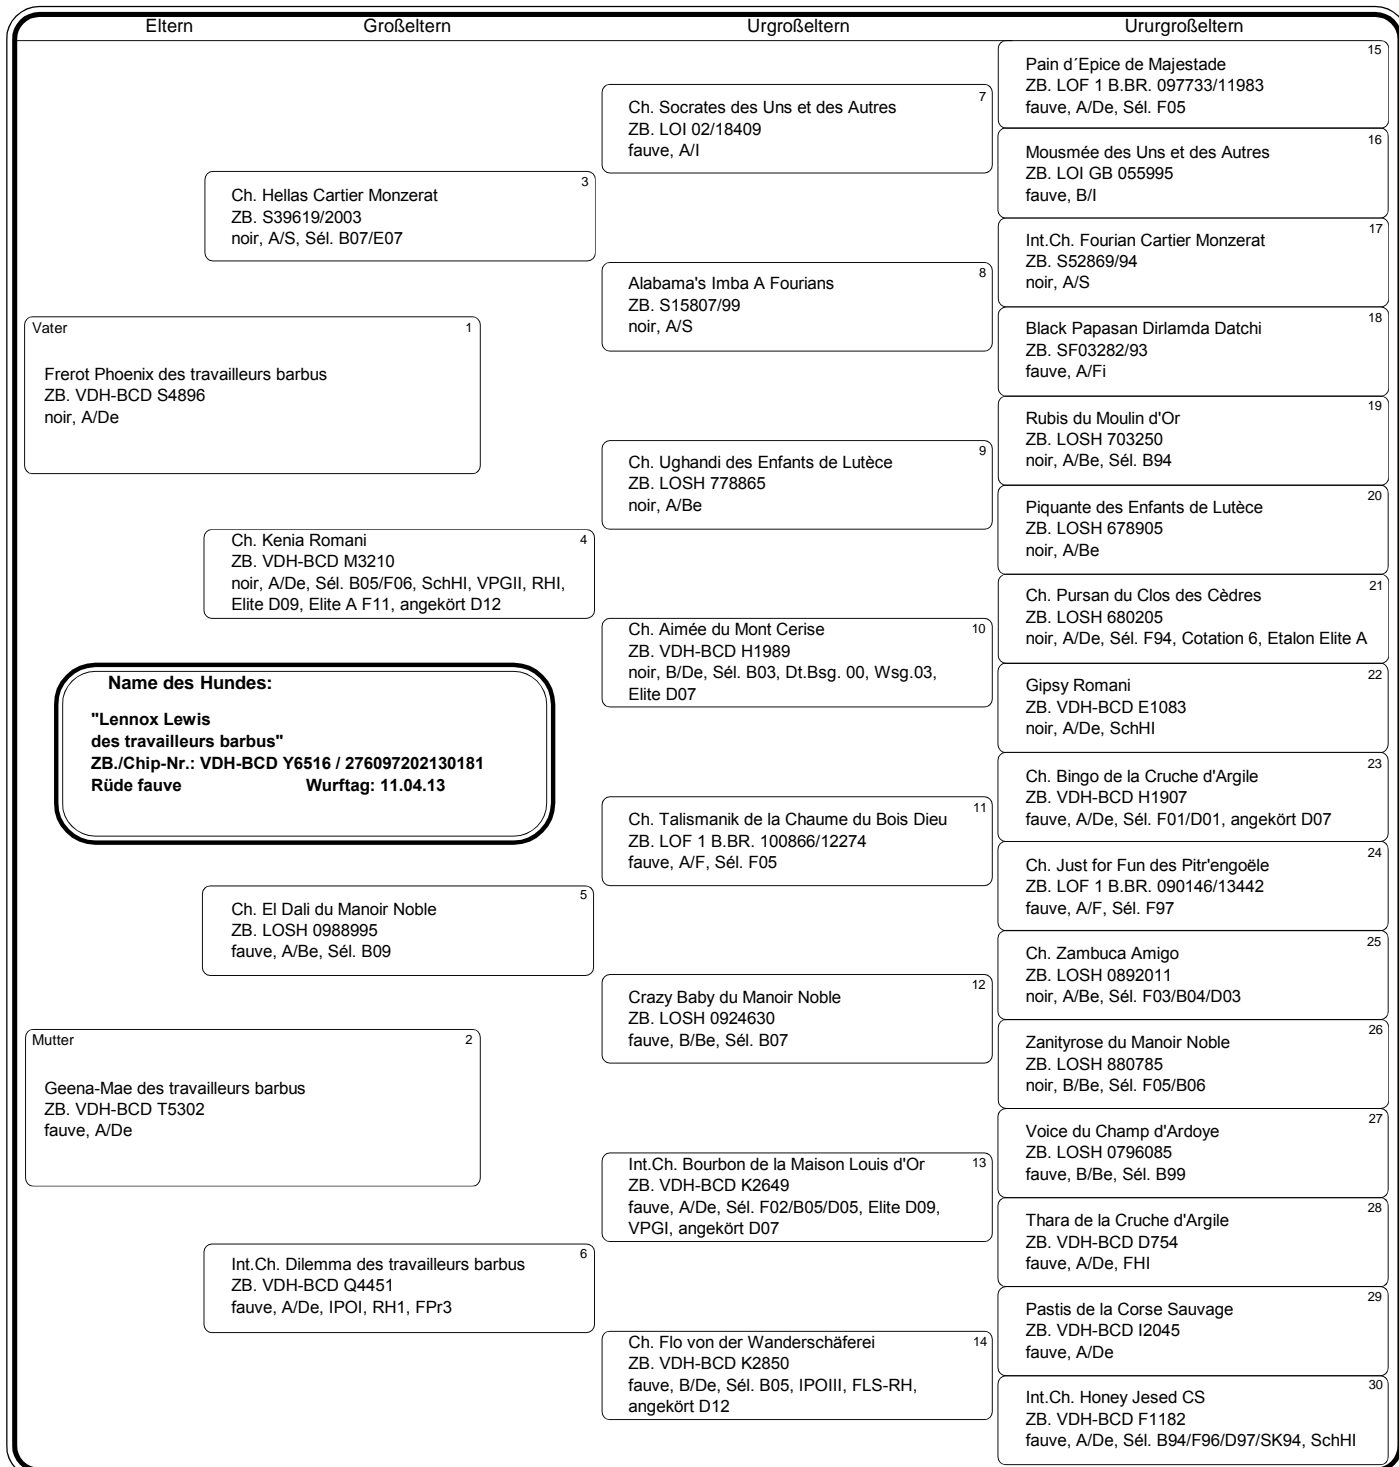 Eltern Großeltern Urgroßeltern Ururgroßeltern
Vater 1
Frerot Phoenix des travailleurs barbus
ZB. VDH-BCD S4896
noir, A/De
Mutter 2
Geena-Mae des travailleurs barbus
ZB. VDH-BCD T5302
fauve, A/De
Name des Hundes:
"Lennox Lewis
des travailleurs barbus"
ZB./Chip-Nr.: VDH-BCD Y6516 / 276097202130181
Rüde fauve Wurftag: 11.04.13
3
Ch. Hellas Cartier Monzerat
ZB. S39619/2003
noir, A/S, Sél. B07/E07
4
Ch. Kenia Romani
ZB. VDH-BCD M3210
noir, A/De, Sél. B05/F06, SchHI, VPGII, RHI,
Elite D09, Elite A F11, angekört D12
5
Ch. El Dali du Manoir Noble
ZB. LOSH 0988995
fauve, A/Be, Sél. B09
6
Int.Ch. Dilemma des travailleurs barbus
ZB. VDH-BCD Q4451
fauve, A/De, IPOI, RH1, FPr3
7
Ch. Socrates des Uns et des Autres
ZB. LOI 02/18409
fauve, A/I
8
Alabama's Imba A Fourians
ZB. S15807/99
noir, A/S
9
Ch. Ughandi des Enfants de Lutèce
ZB. LOSH 778865
noir, A/Be
10
Ch. Aimée du Mont Cerise
ZB. VDH-BCD H1989
noir, B/De, Sél. B03, Dt.Bsg. 00, Wsg.03,
Elite D07
11
Ch. Talismanik de la Chaume du Bois Dieu
ZB. LOF 1 B.BR. 100866/12274
fauve, A/F, Sél. F05
12
Crazy Baby du Manoir Noble
ZB. LOSH 0924630
fauve, B/Be, Sél. B07
13
Int.Ch. Bourbon de la Maison Louis d'Or
ZB. VDH-BCD K2649
fauve, A/De, Sél. F02/B05/D05, Elite D09,
VPGI, angekört D07
14
Ch. Flo von der Wanderschäferei
ZB. VDH-BCD K2850
fauve, B/De, Sél. B05, IPOIII, FLS-RH,
angekört D12
15
Pain d´Epice de Majestade
ZB. LOF 1 B.BR. 097733/11983
fauve, A/De, Sél. F05
16
Mousmée des Uns et des Autres
ZB. LOI GB 055995
fauve, B/I
17
Int.Ch. Fourian Cartier Monzerat
ZB. S52869/94
noir, A/S
18
Black Papasan Dirlamda Datchi
ZB. SF03282/93
fauve, A/Fi
19
Rubis du Moulin d'Or
ZB. LOSH 703250
noir, A/Be, Sél. B94
20
Piquante des Enfants de Lutèce
ZB. LOSH 678905
noir, A/Be
21
Ch. Pursan du Clos des Cèdres
ZB. LOSH 680205
noir, A/De, Sél. F94, Cotation 6, Etalon Elite A
22
Gipsy Romani
ZB. VDH-BCD E1083
noir, A/De, SchHI
23
Ch. Bingo de la Cruche d'Argile
ZB. VDH-BCD H1907
fauve, A/De, Sél. F01/D01, angekört D07
24
Ch. Just for Fun des Pitr'engoële
ZB. LOF 1 B.BR. 090146/13442
fauve, A/F, Sél. F97
25
Ch. Zambuca Amigo
ZB. LOSH 0892011
noir, A/Be, Sél. F03/B04/D03
26
Zanityrose du Manoir Noble
ZB. LOSH 880785
noir, B/Be, Sél. F05/B06
27
Voice du Champ d'Ardoye
ZB. LOSH 0796085
fauve, B/Be, Sél. B99
28
Thara de la Cruche d'Argile
ZB. VDH-BCD D754
fauve, A/De, FHI
29
Pastis de la Corse Sauvage
ZB. VDH-BCD I2045
fauve, A/De
30
Int.Ch. Honey Jesed CS
ZB. VDH-BCD F1182
fauve, A/De, Sél. B94/F96/D97/SK94, SchHI